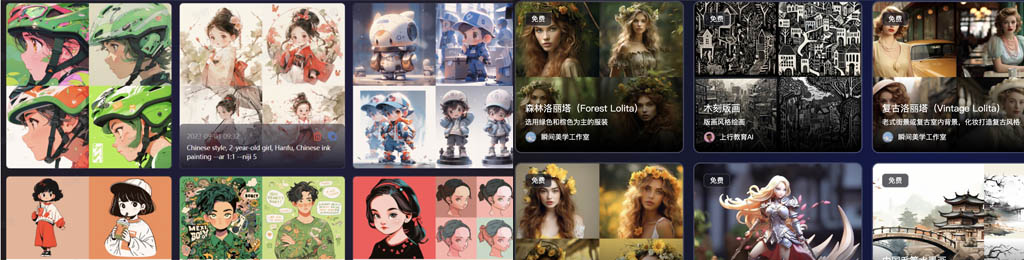 2023-09-08 09:32
Chinese style, 2-year-old girl, Hanfu, Chinese ink
painting --ar 1:1 --niji 5
免费
森林洛丽塔（Forest Lolita）
选用绿色和棕色为主的服装
瞬间美学工作室
免费
木刻版画
版画风格绘画
上行教育AI
免费
复古洛丽塔（Vintage Lolita）
老式街景或复古室内背景，化妆打造复古风格
瞬间美学工作室
免费
免费
免费